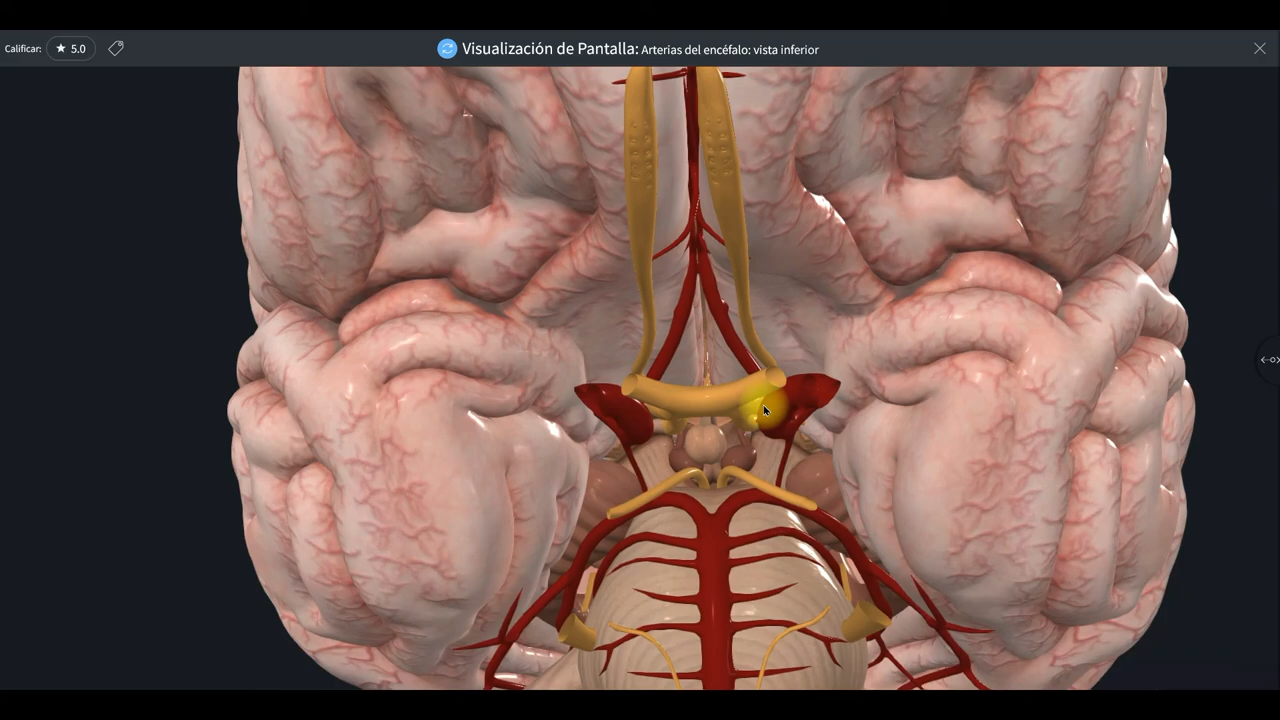 Calificar: ★ 5.0
Visualización de Pantalla: Arterias del encéfalo: vista inferior